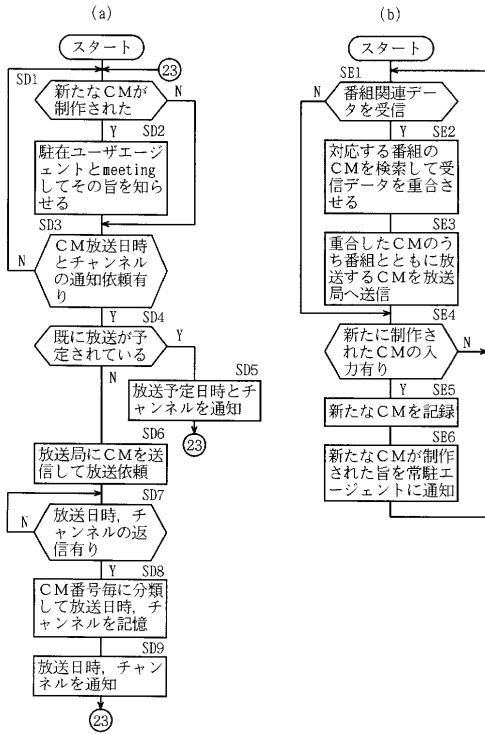 (a)
スタート
23
SD1
新たなCMが
制作された
N
Y
SD2
駐在ユーザエージ
ェントとmeeting
してその旨を知ら
せる
SD3
CM放送日時
とチャンネル
の通知依頼有
り
N
Y
SD4
既に放送が予
定されている
Y
N
SD5
放送予定日時とチ
ャンネルを通知
23
SD6
放送局にCMを送
信して放送依頼
SD7
放送日時，チ
ャンネルの返
信有り
N
Y
SD8
CM番号毎に分類
して放送日時，チ
ャンネルを記憶
SD9
放送日時，チャン
ネルを通知
23
(b)
スタート
SE1
番組関連デー
タを受信
N
Y
SE2
対応する番組の
CMを検索して受
信データを重合さ
せる
SE3
重合したCMのう
ち番組とともに放
送するCMを放送
局へ送信
SE4
新たに制作さ
れたCMの入
力有り
N
Y
SE5
新たなCMを記録
SE6
新たなCMが制作
された旨を常駐エ
ージェントに通知